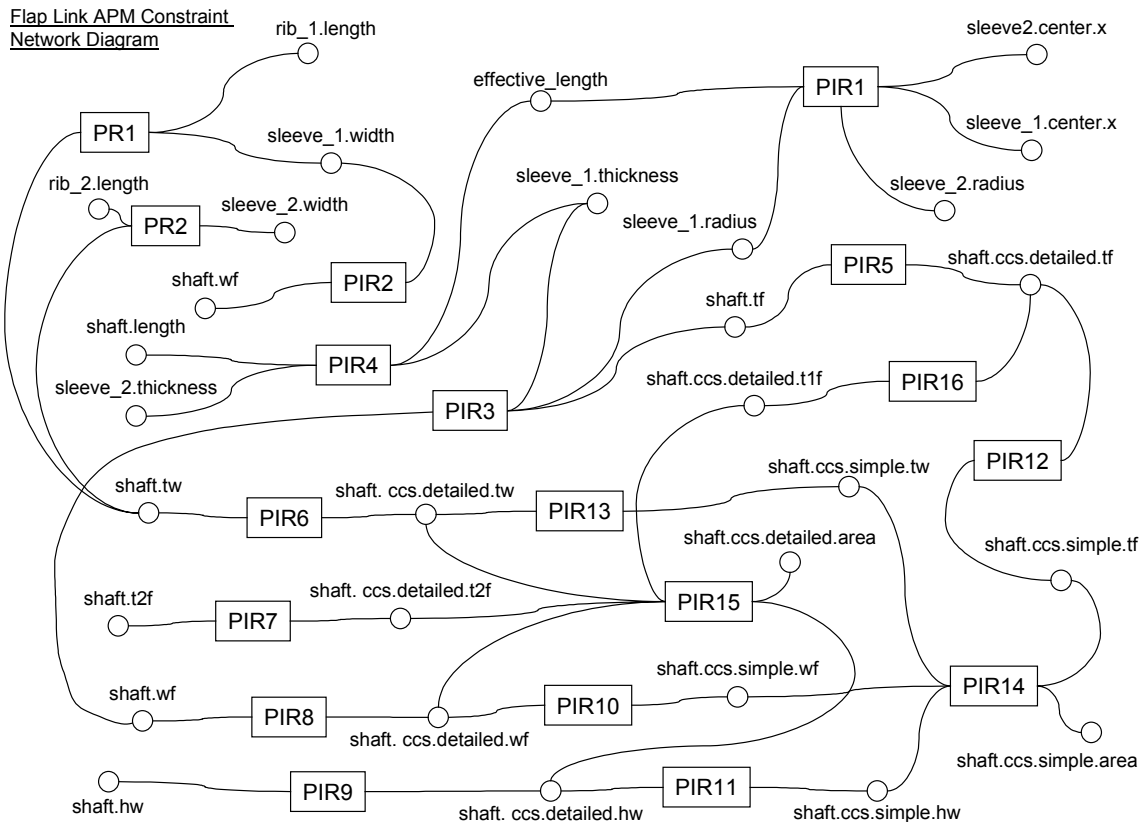 Flap Link APM Constraint
Network Diagram
rib_1.length
sleeve2.center.x
effective_length
PIR1
PR1
sleeve_1.width
sleeve_1.center.x
rib_2.length
sleeve_1.thickness
sleeve_2.width
sleeve_2.radius
PR2
sleeve_1.radius
shaft.wf
PIR2
PIR5
shaft.ccs.detailed.tf
shaft.tf
shaft.length
PIR4
shaft.ccs.detailed.t1f
PIR16
sleeve_2.thickness
PIR3
PIR12
shaft.ccs.simple.tw
shaft.tw
shaft. ccs.detailed.tw
PIR6
PIR13
shaft.ccs.detailed.area
shaft.ccs.simple.tf
shaft.t2f
shaft. ccs.detailed.t2f
PIR7
PIR15
shaft.ccs.simple.wf
shaft.wf
PIR14
PIR8
PIR10
shaft. ccs.detailed.wf
shaft.ccs.simple.area
PIR9
PIR11
shaft.hw
shaft. ccs.detailed.hw
shaft.ccs.simple.hw